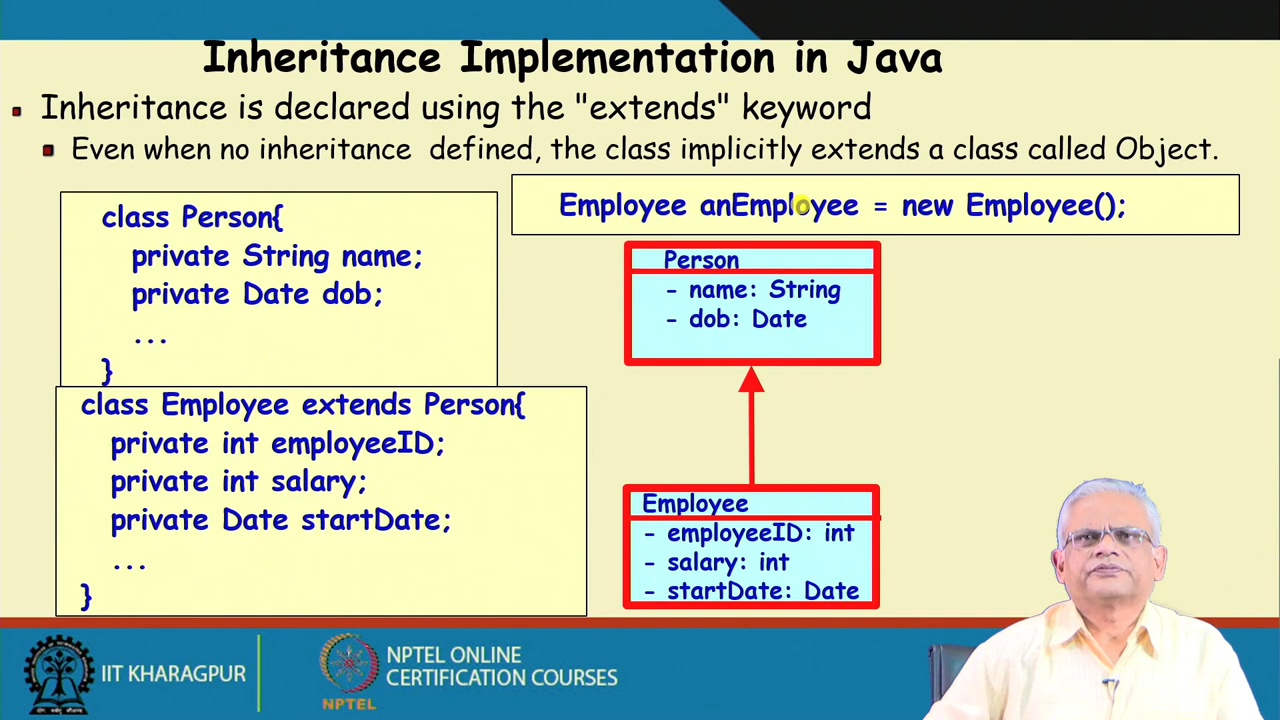 Inheritance Implementation in Java
Inheritance is declared using the "extends" keyword
Even when no inheritance defined, the class implicitly extends a class called Object.
class Person{
private String name;
private Date dob;
...
}
class Employee extends Person{
private int employeeID;
private int salary;
private Date startDate;
...
}
Employee anEmployee = new Employee();
Person
- name: String
- dob: Date
Employee
- employeeID: int
- salary: int
- startDate: Date
IIT KHARAGPUR
NPTEL
NPTEL ONLINE
CERTIFICATION COURSES